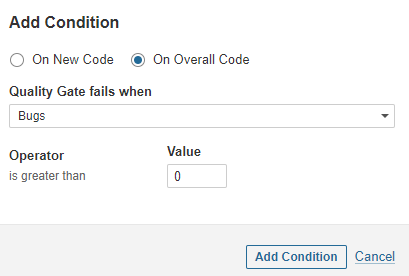 Add Condition
On New Code On Overall Code
Quality Gate fails when
Bugs
Operator Value
is greater than 0
Add Condition Cancel